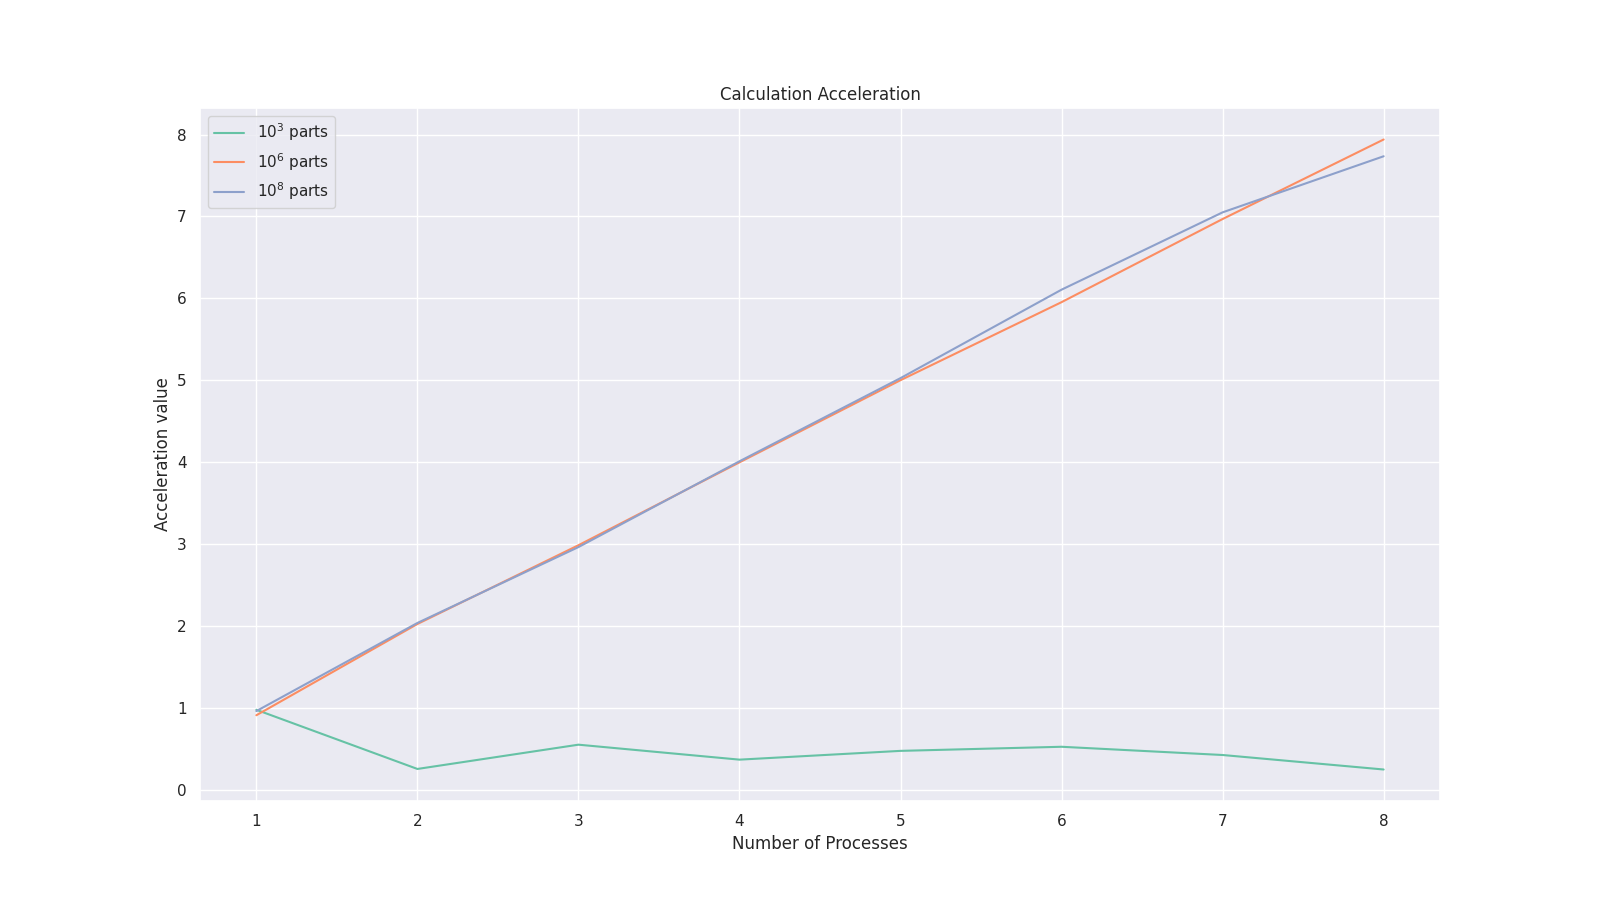 Calculation Acceleration
10³ parts
10⁶ parts
10⁸ parts
Acceleration value
8
7
6
5
4
3
2
1
0
1 2 3 4 5 6 7 8
Number of Processes